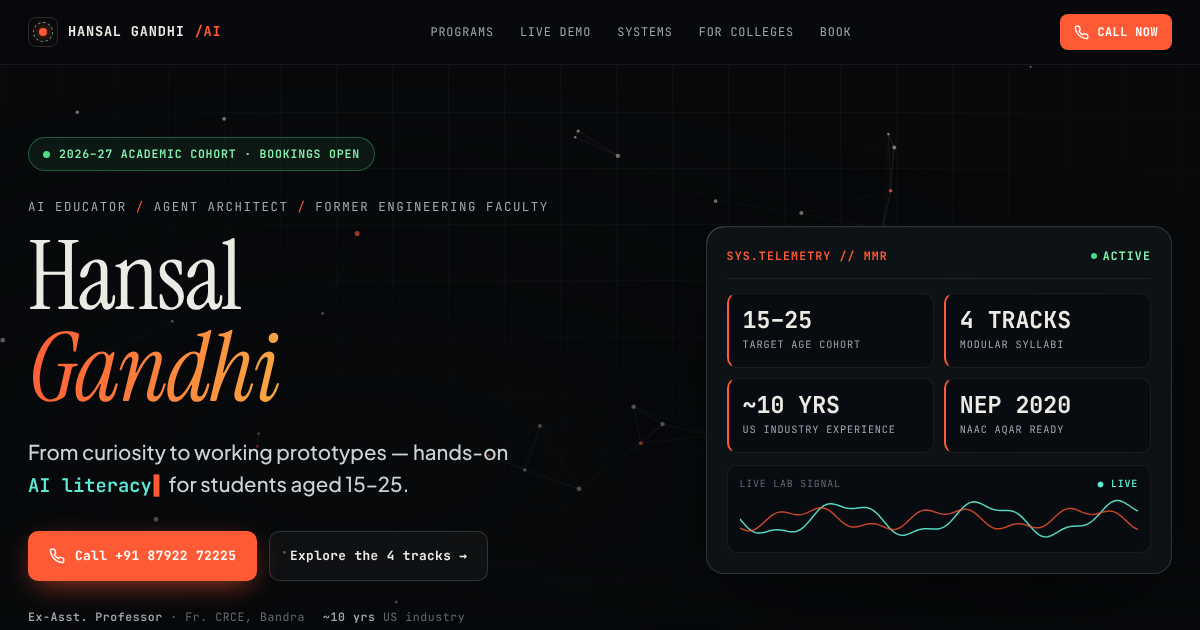 HANSAL GANDHI /AI
PROGRAMS LIVE DEMO SYSTEMS FOR COLLEGES BOOK
CALL NOW
2026–27 ACADEMIC COHORT · BOOKINGS OPEN
AI EDUCATOR / AGENT ARCHITECT / FORMER ENGINEERING FACULTY
Hansal
Gandhi
From curiosity to working prototypes — hands-on
AI literacy for students aged 15–25.
Call +91 87922 72225
Explore the 4 tracks →
Ex-Asst. Professor · Fr. CRCE, Bandra ~10 yrs US industry
SYS.TELEMETRY // MMR
ACTIVE
15–25
TARGET AGE COHORT
4 TRACKS
MODULAR SYLLABI
~10 YRS
US INDUSTRY EXPERIENCE
NEP 2020
NAAC AQAR READY
LIVE LAB SIGNAL
LIVE